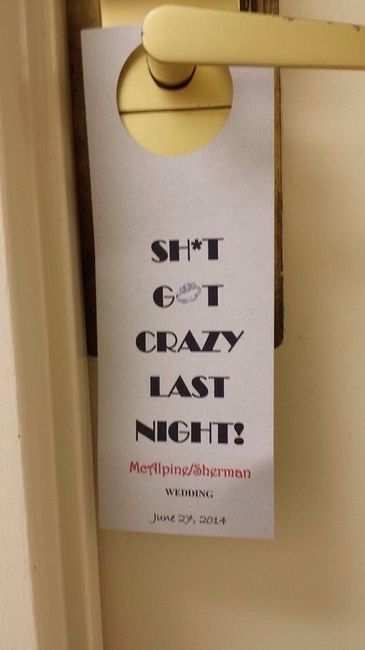 SH*T
GOT
CRAZY
LAST
NIGHT!
McAlpine/Sherman
WEDDING
June 27, 2014